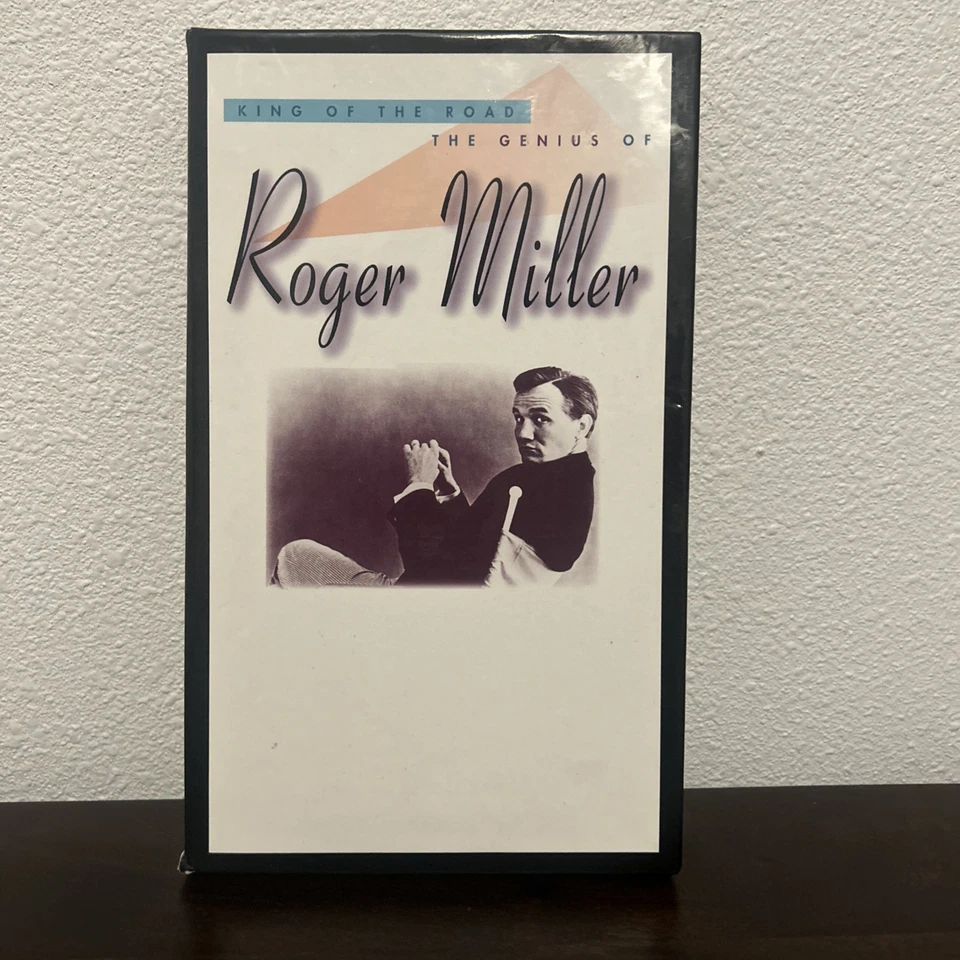 KING OF THE ROAD
THE GENIUS OF
Roger Miller